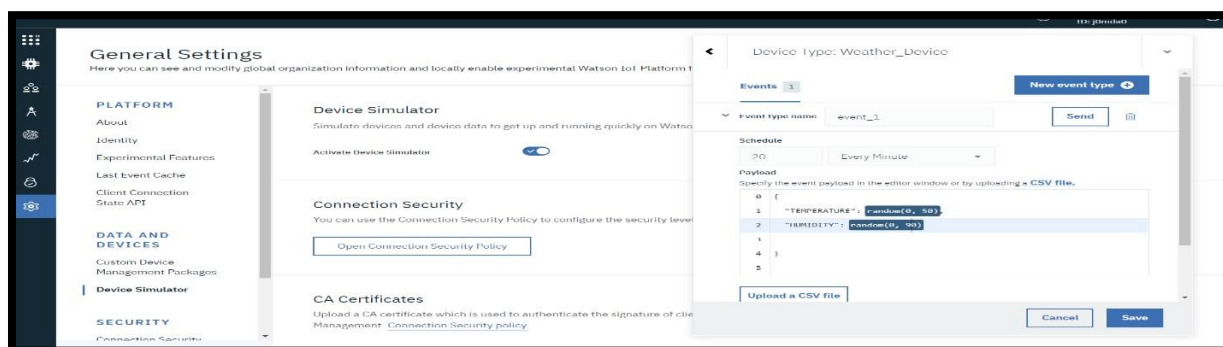 ID: j0mda0
General Settings
Here you can see and modify global organization information and locally enable experimental Watson IoT Platform f
PLATFORM
About
Identity
Experimental Features
Last Event Cache
Client Connection
State API
DATA AND
DEVICES
Custom Device
Management Packages
Device Simulator
SECURITY
Connection Security
Device Simulator
Simulate devices and device data to get up and running quickly on Watso
Activate Device Simulator
Connection Security
You can use the Connection Security Policy to configure the security level
Open Connection Security Policy
CA Certificates
Upload a CA certificate which is used to authenticate the signature of clie
Management Connection Security policy
Device Type: Weather_Device
Events 1
New event type
Event type name event_1 Send
Schedule
20 Every Minute
Payload
Specify the event payload in the editor window or by uploading a CSV file.
0 {
1 "TEMPERATURE": random(0, 50),
2 "HUMIDITY": random(0, 90)
3
4 }
5
Upload a CSV file
Cancel Save